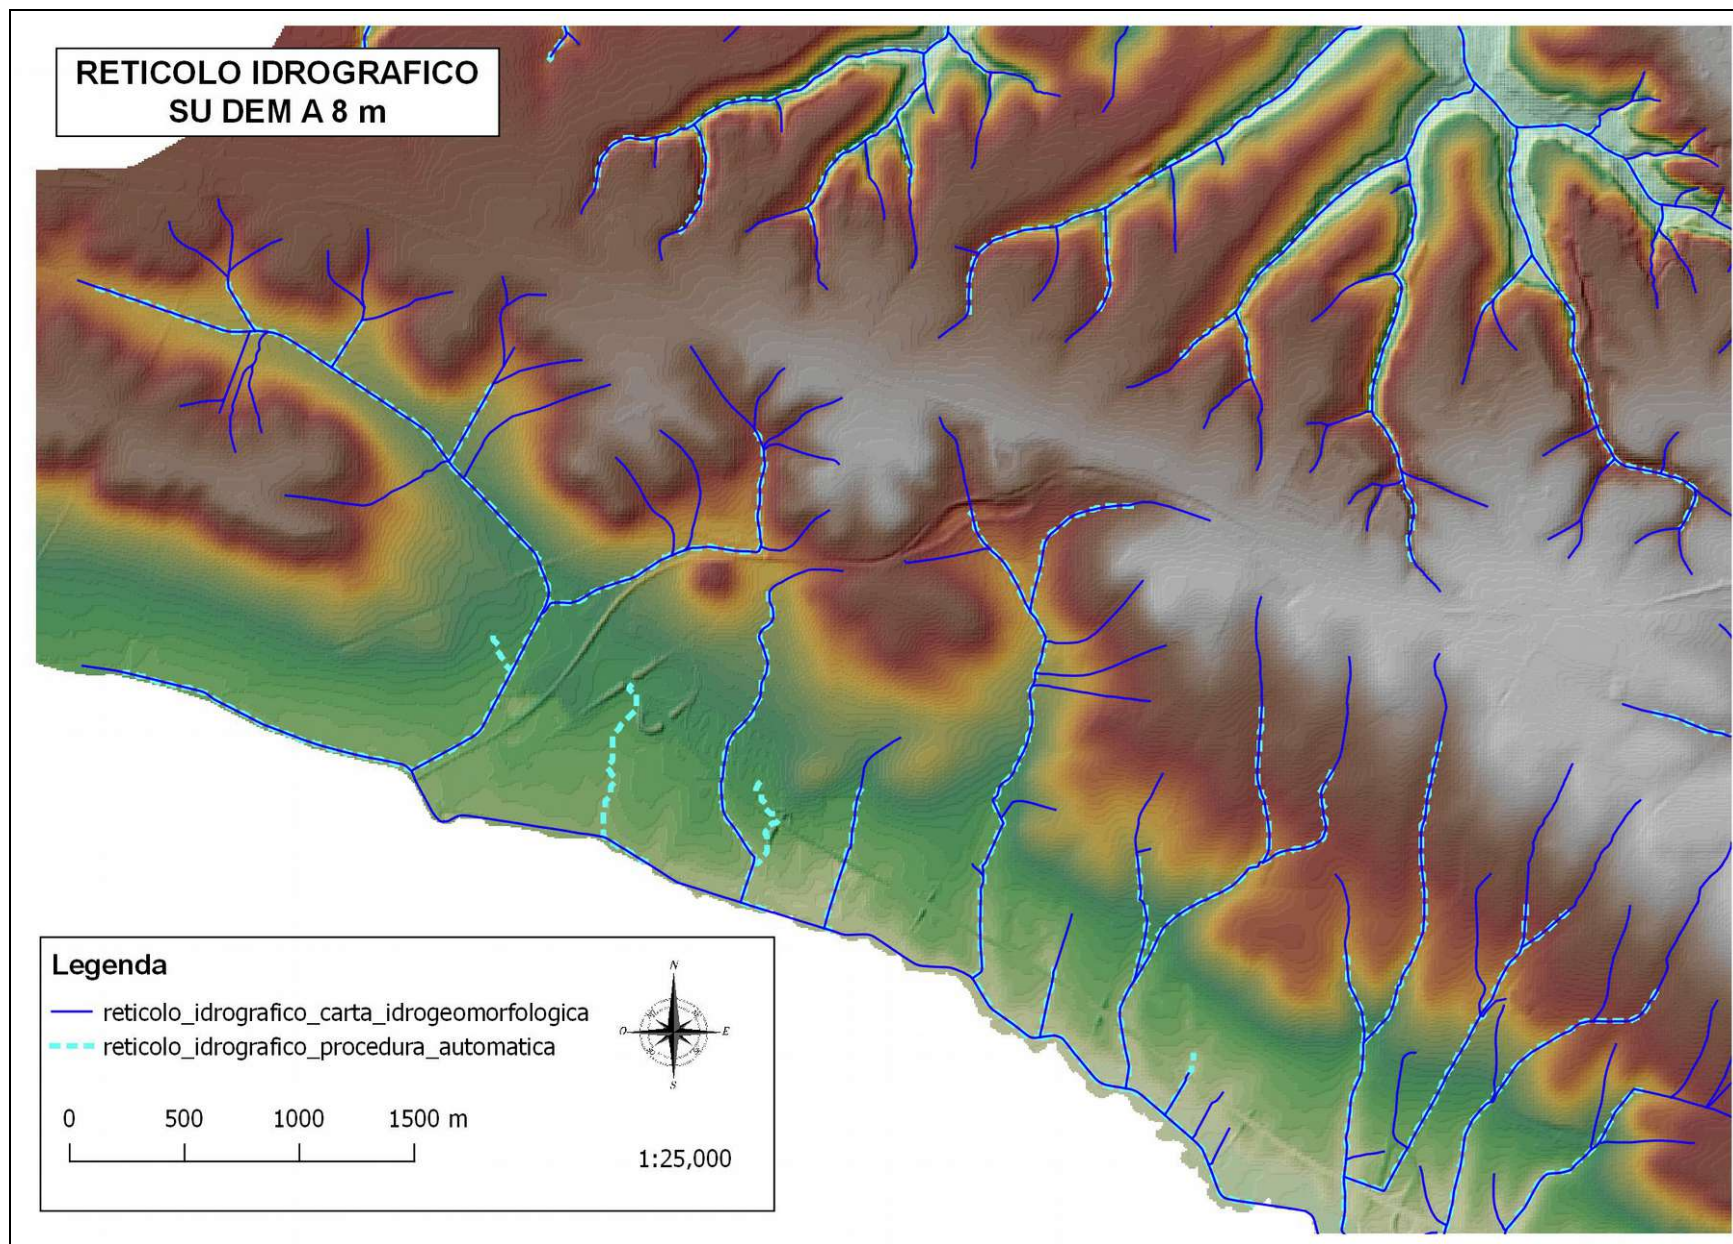 RETICOLO IDROGRAFICO
SU DEM A 8 m
Legenda
reticolo_idrografico_carta_idrogeomorfologica
reticolo_idrografico_procedura_automatica
N
O
E
S
0 500 1000 1500 m
1:25,000